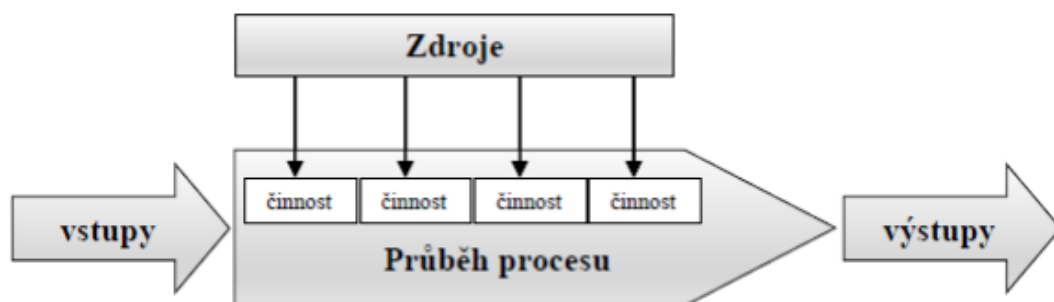 Zdroje
činnost činnost činnost činnost
vstupy
Průběh procesu
výstupy